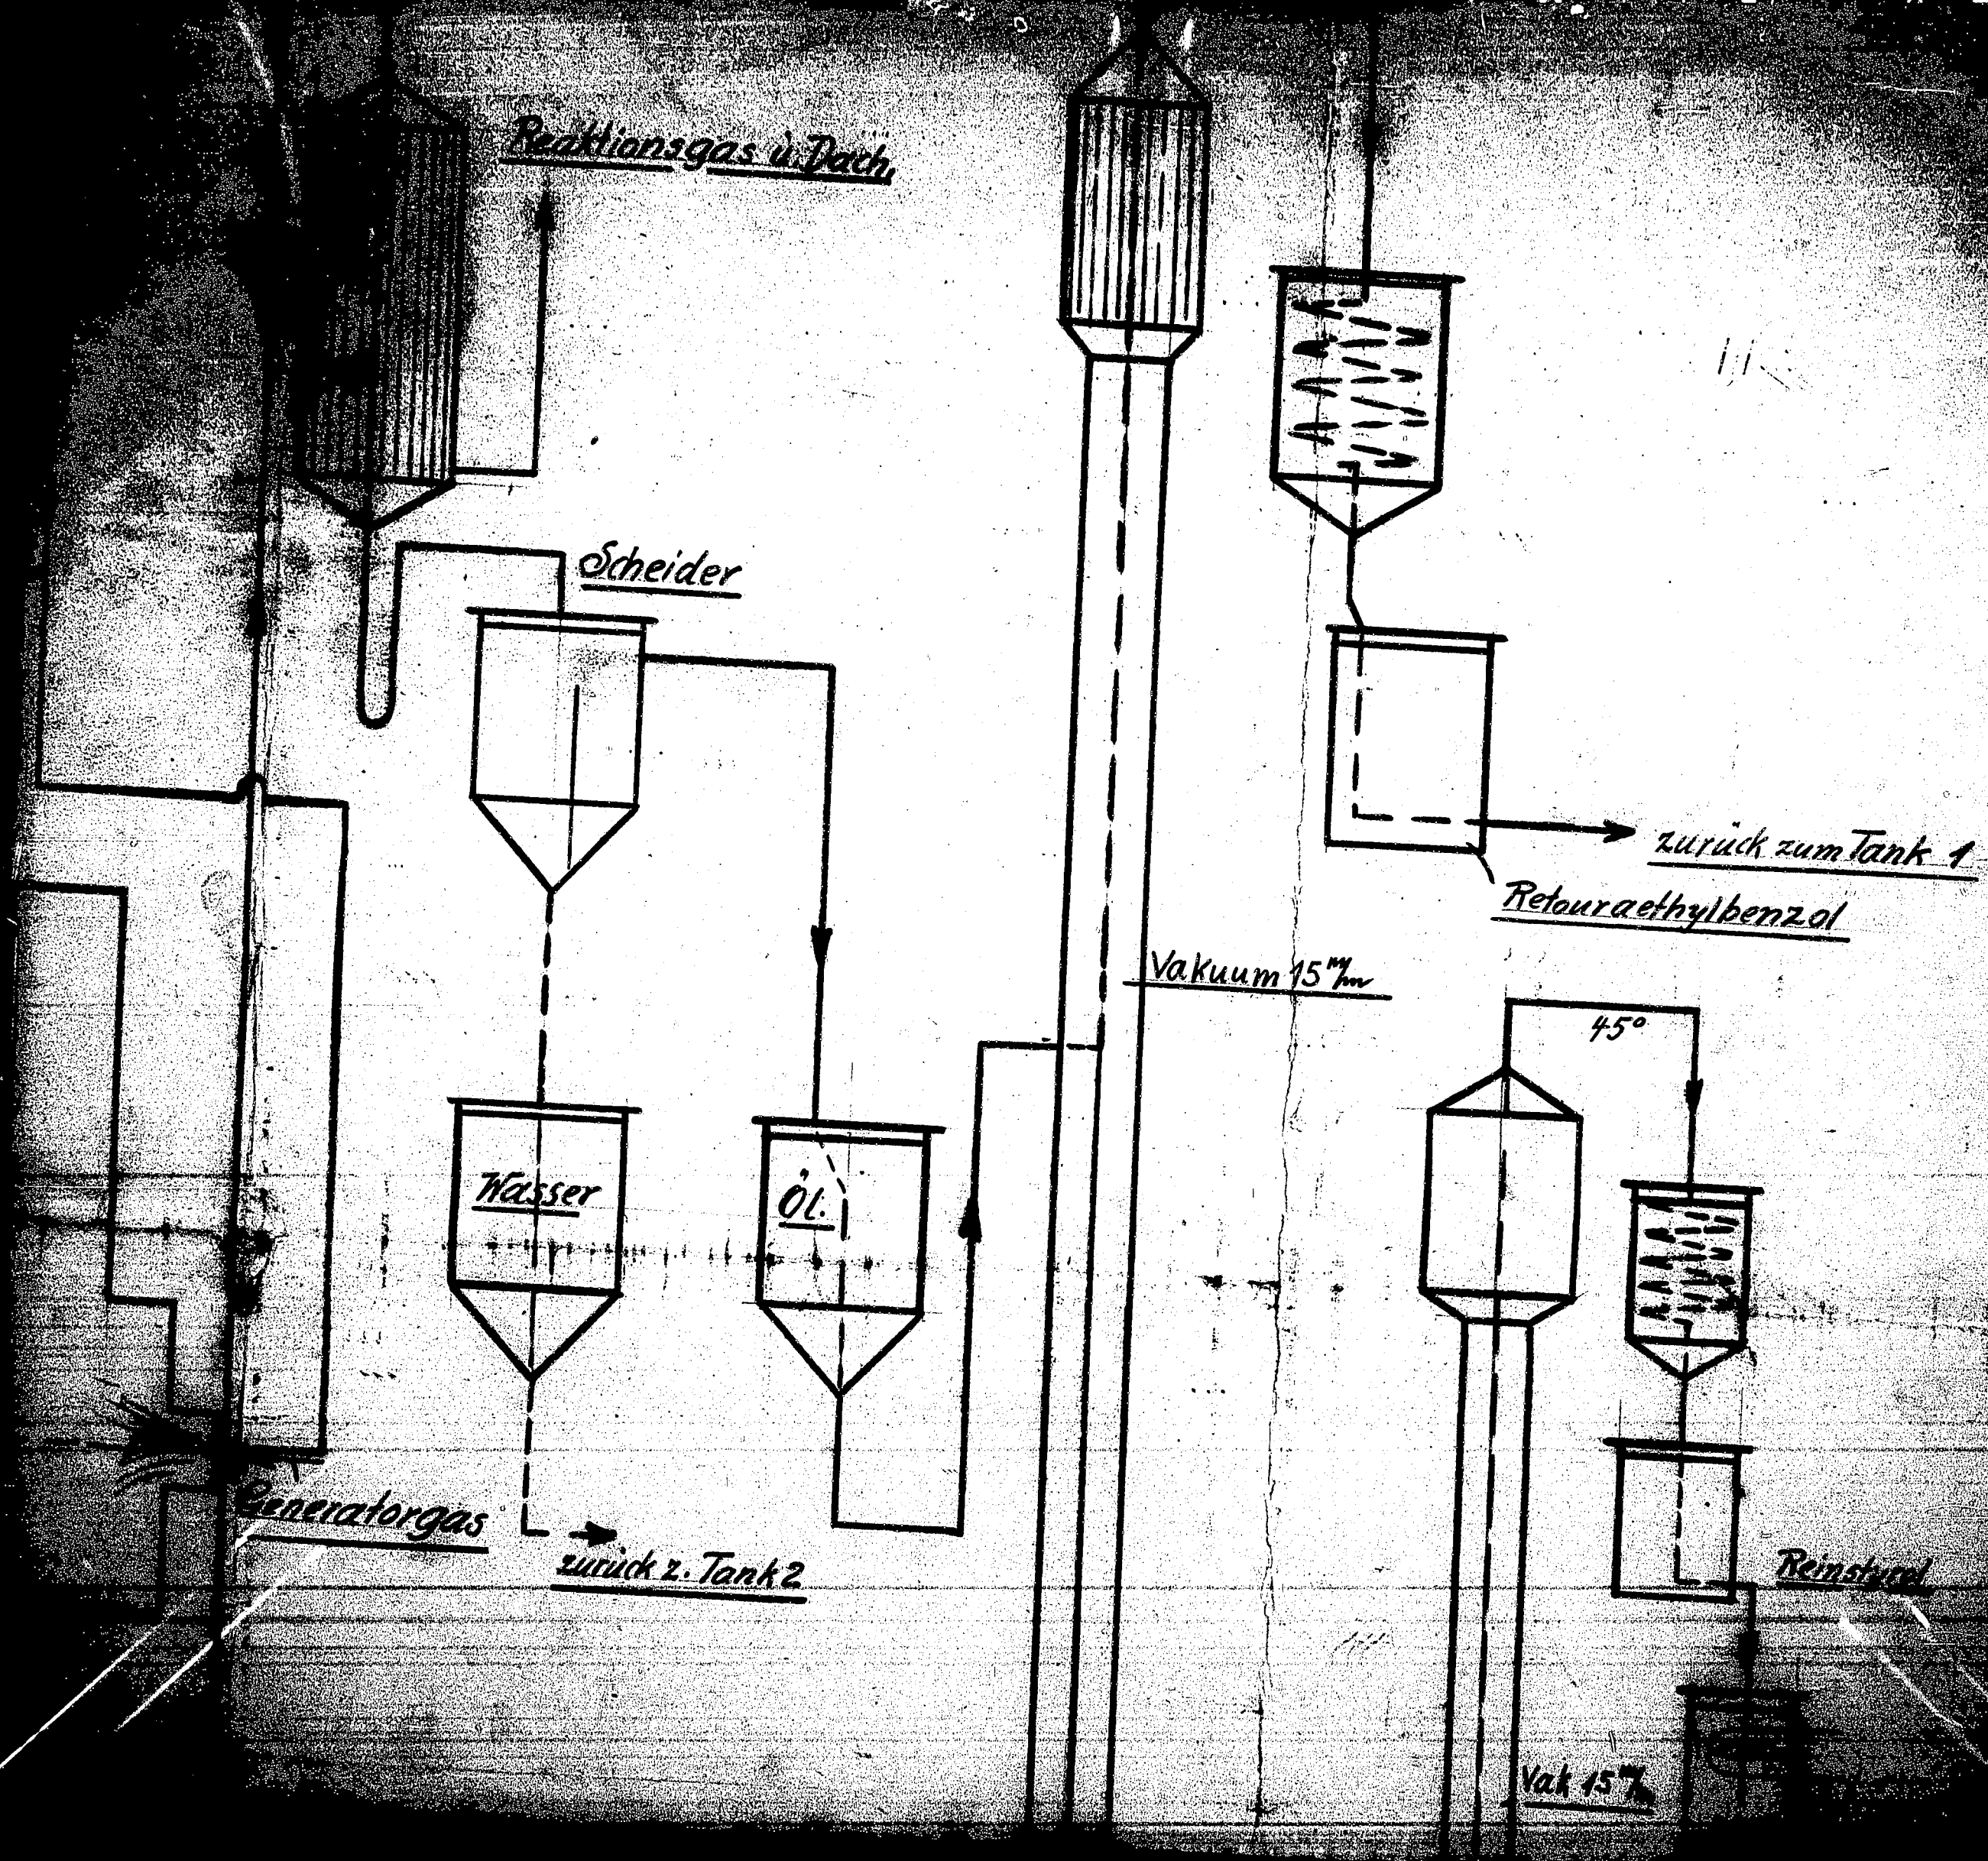 Reaktionsgas ü. Dach
Scheider
zurück zum Tank 1
Retouraethylbenzol
Vakuum 15 m/m
45°
Wasser
Öl.
Generatorgas
zurück z. Tank 2
Reinstyrol
Vak 15 m/m